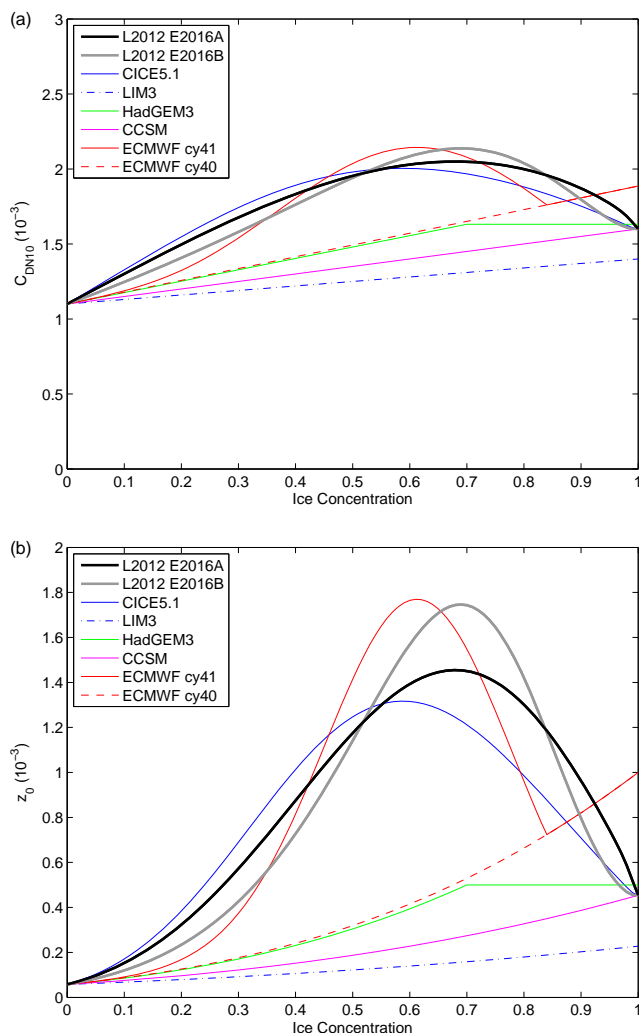 (a)
L2012 E2016A
L2012 E2016B
CICE5.1
LIM3
HadGEM3
CCSM
ECMWF cy41
ECMWF cy40
3
2.5
2
1.5
1
0.5
0
C_DN10 (10^-3)
0 0.1 0.2 0.3 0.4 0.5 0.6 0.7 0.8 0.9 1
Ice Concentration
(b)
L2012 E2016A
L2012 E2016B
CICE5.1
LIM3
HadGEM3
CCSM
ECMWF cy41
ECMWF cy40
2
1.8
1.6
1.4
1.2
1
0.8
0.6
0.4
0.2
0
z_0 (10^-3)
0 0.1 0.2 0.3 0.4 0.5 0.6 0.7 0.8 0.9 1
Ice Concentration